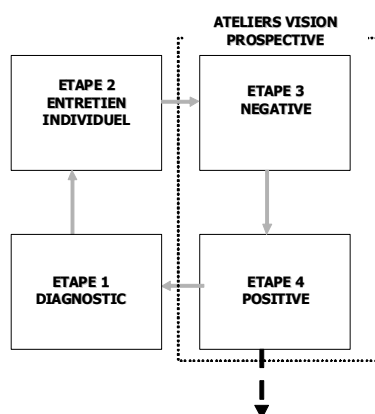 ATELIERS VISION
PROSPECTIVE
ETAPE 2
ENTRETIEN
INDIVIDUEL
ETAPE 3
NEGATIVE
ETAPE 1
DIAGNOSTIC
ETAPE 4
POSITIVE